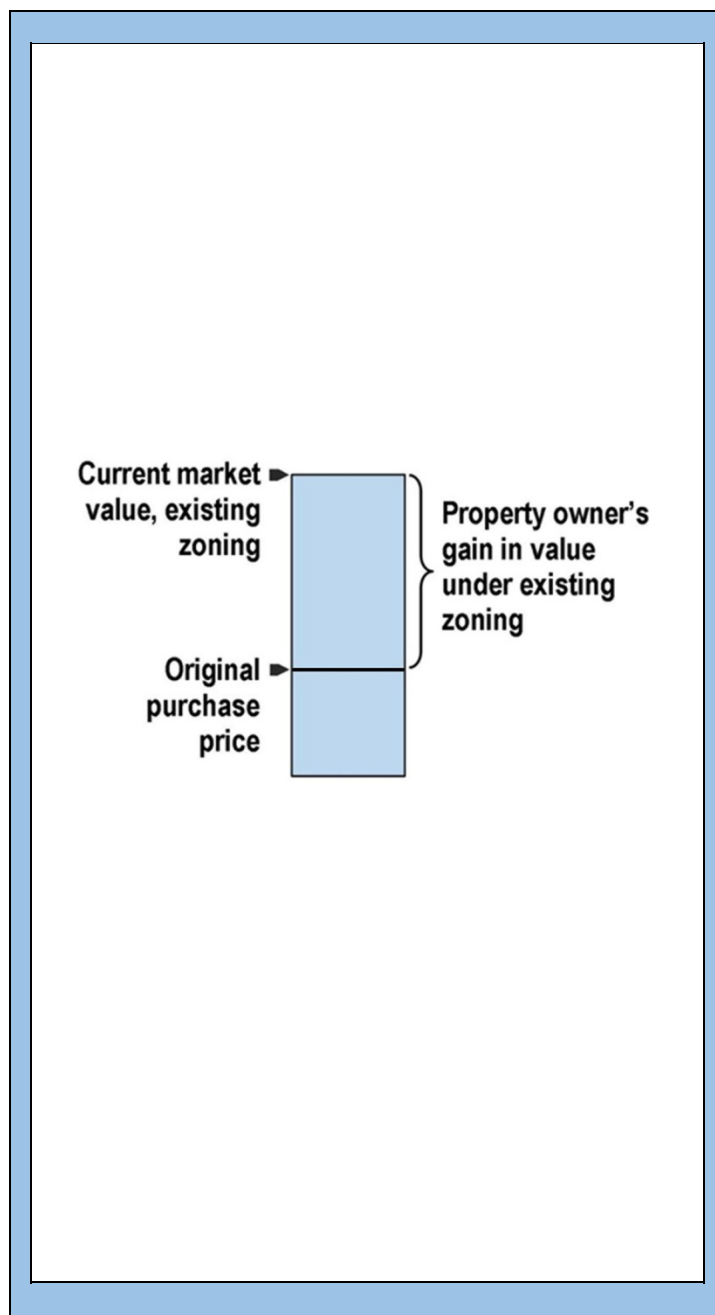 Current market
value, existing
zoning
Property owner’s
gain in value
under existing
zoning
Original
purchase
price